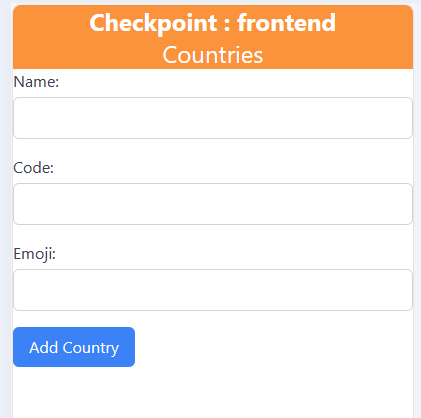 Checkpoint : frontend
Countries
Name:
Code:
Emoji:
Add Country